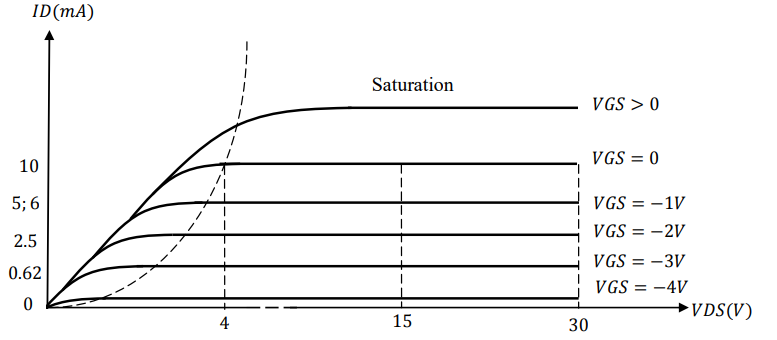 ID(mA)
Saturation
VGS > 0
10
VGS = 0
5; 6
VGS = −1V
2.5
VGS = −2V
0.62
VGS = −3V
VGS = −4V
0
VDS(V)
4
15
30